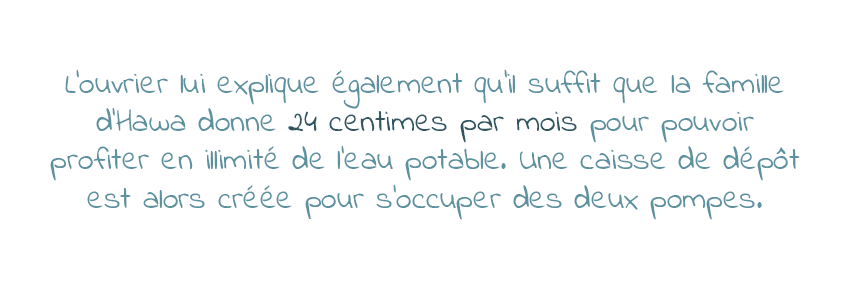 L'ouvrier lui explique également qu'il suffit que la famille
d'Hawa donne 24 centimes par mois pour pouvoir
profiter en illimité de l'eau potable. Une caisse de dépôt
est alors créée pour s'occuper des deux pompes.